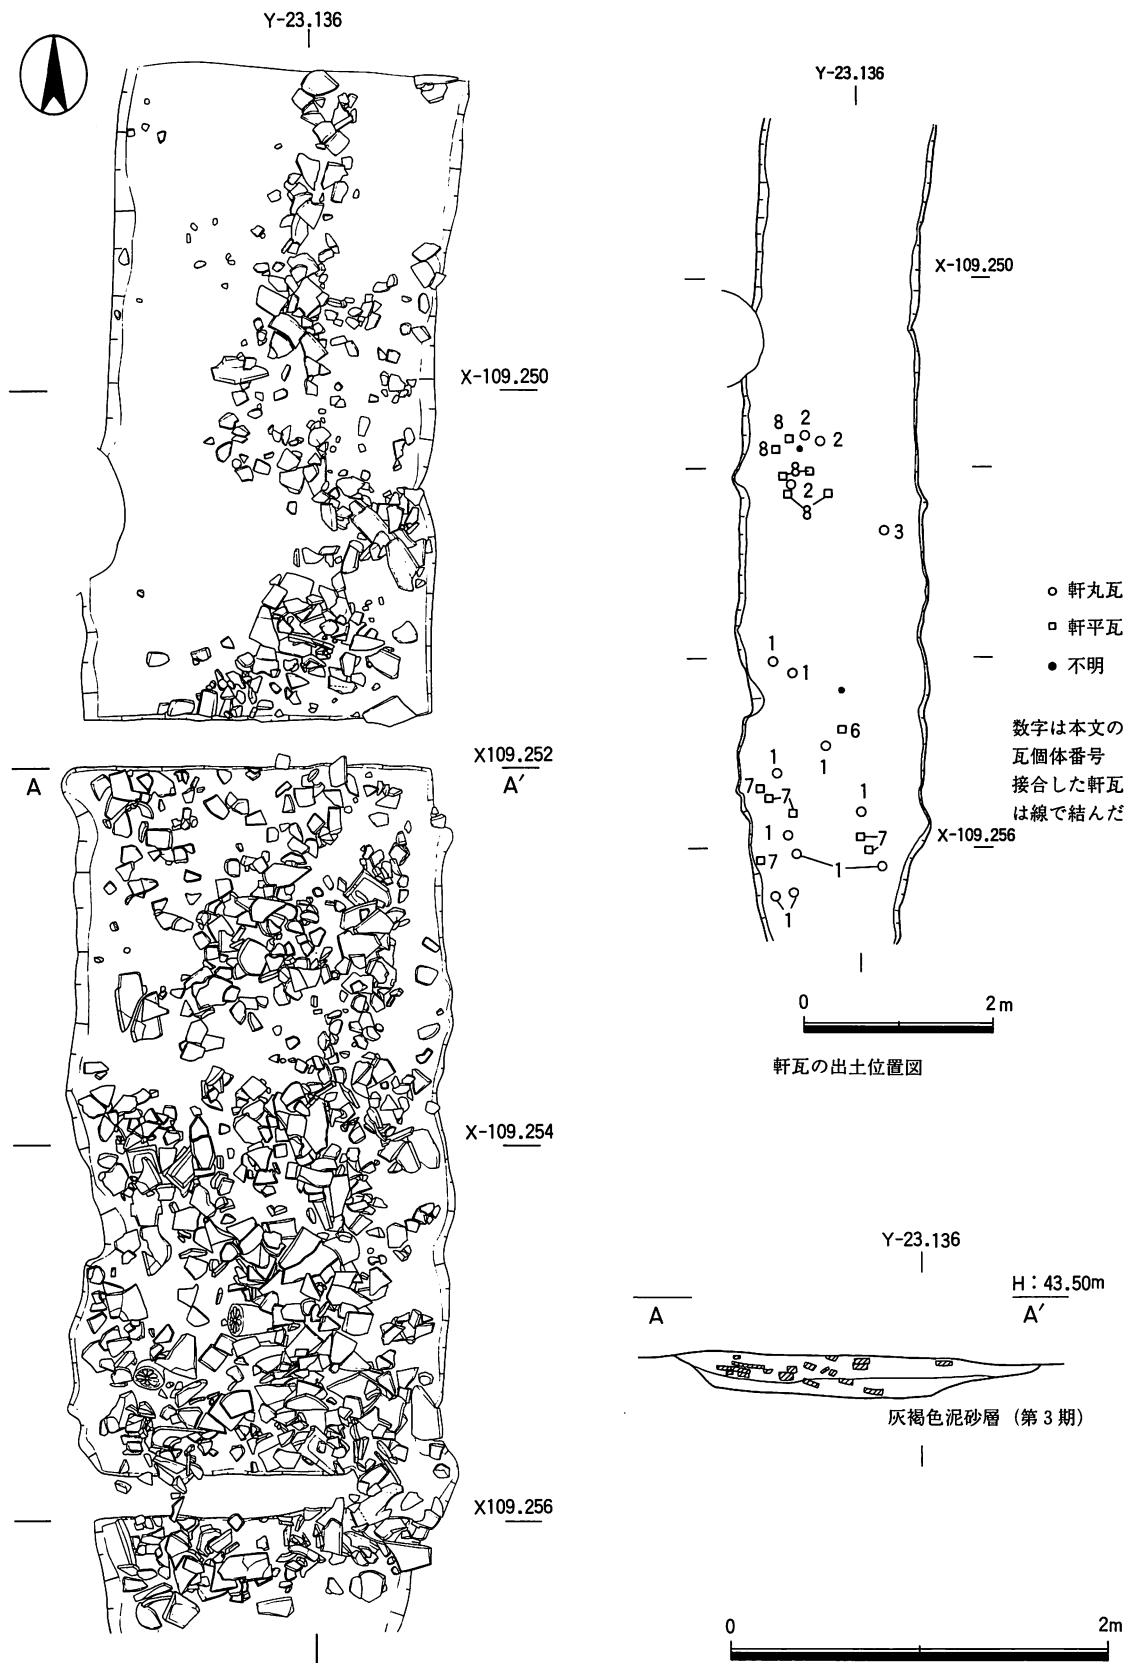 Y-23.136
X-109.250
X109.252
A
A′
X-109.254
X109.256
Y-23.136
X-109.250
8
2
2
8
8
2
8
3
1
1
6
1
1
7
7
1
1
7
7
1
1
X-109.256
軒丸瓦
軒平瓦
不明
数字は本文の
瓦個体番号
接合した軒瓦
は線で結んだ
0
2m
軒瓦の出土位置図
Y-23.136
H：43.50m
A
A′
灰褐色泥砂層（第3期）
0
2m